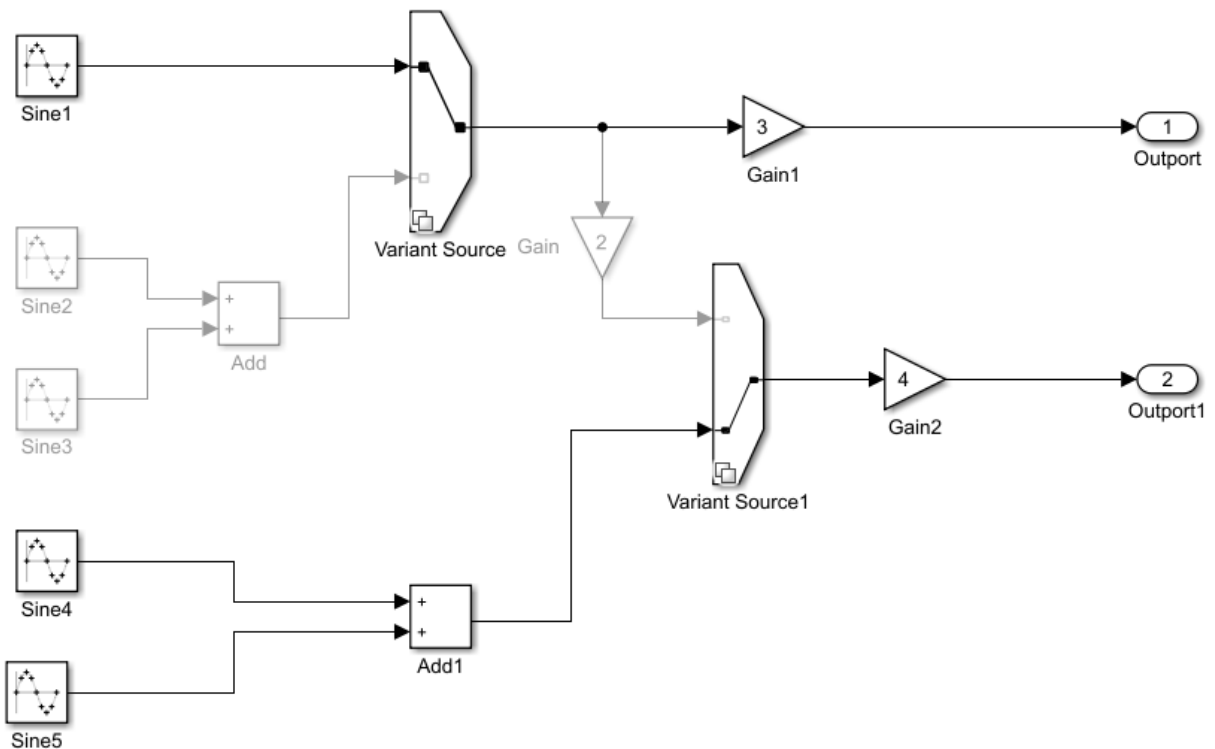 Sine1
3
1
Gain1
Outport
Variant Source
Gain
2
Sine2
+
+
Add
Sine3
4
2
Gain2
Outport1
Variant Source1
Sine4
+
+
Add1
Sine5